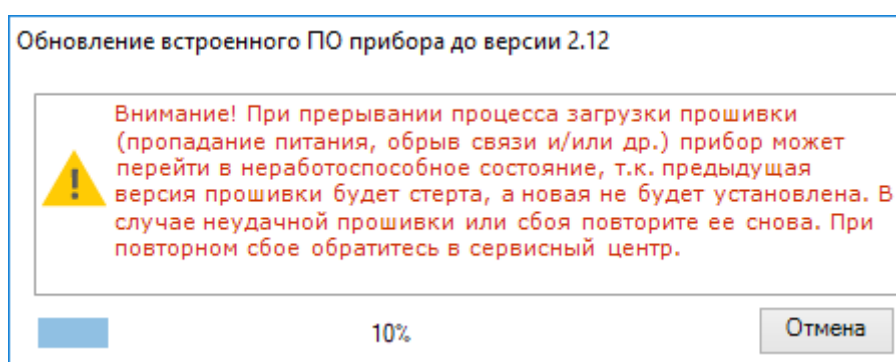 Обновление встроенного ПО прибора до версии 2.12
Внимание! При прерывании процесса загрузки прошивки
(пропадание питания, обрыв связи и/или др.) прибор может
перейти в неработоспособное состояние, т.к. предыдущая
версия прошивки будет стерта, а новая не будет установлена. В
случае неудачной прошивки или сбоя повторите ее снова. При
повторном сбое обратитесь в сервисный центр.
10%
Отмена